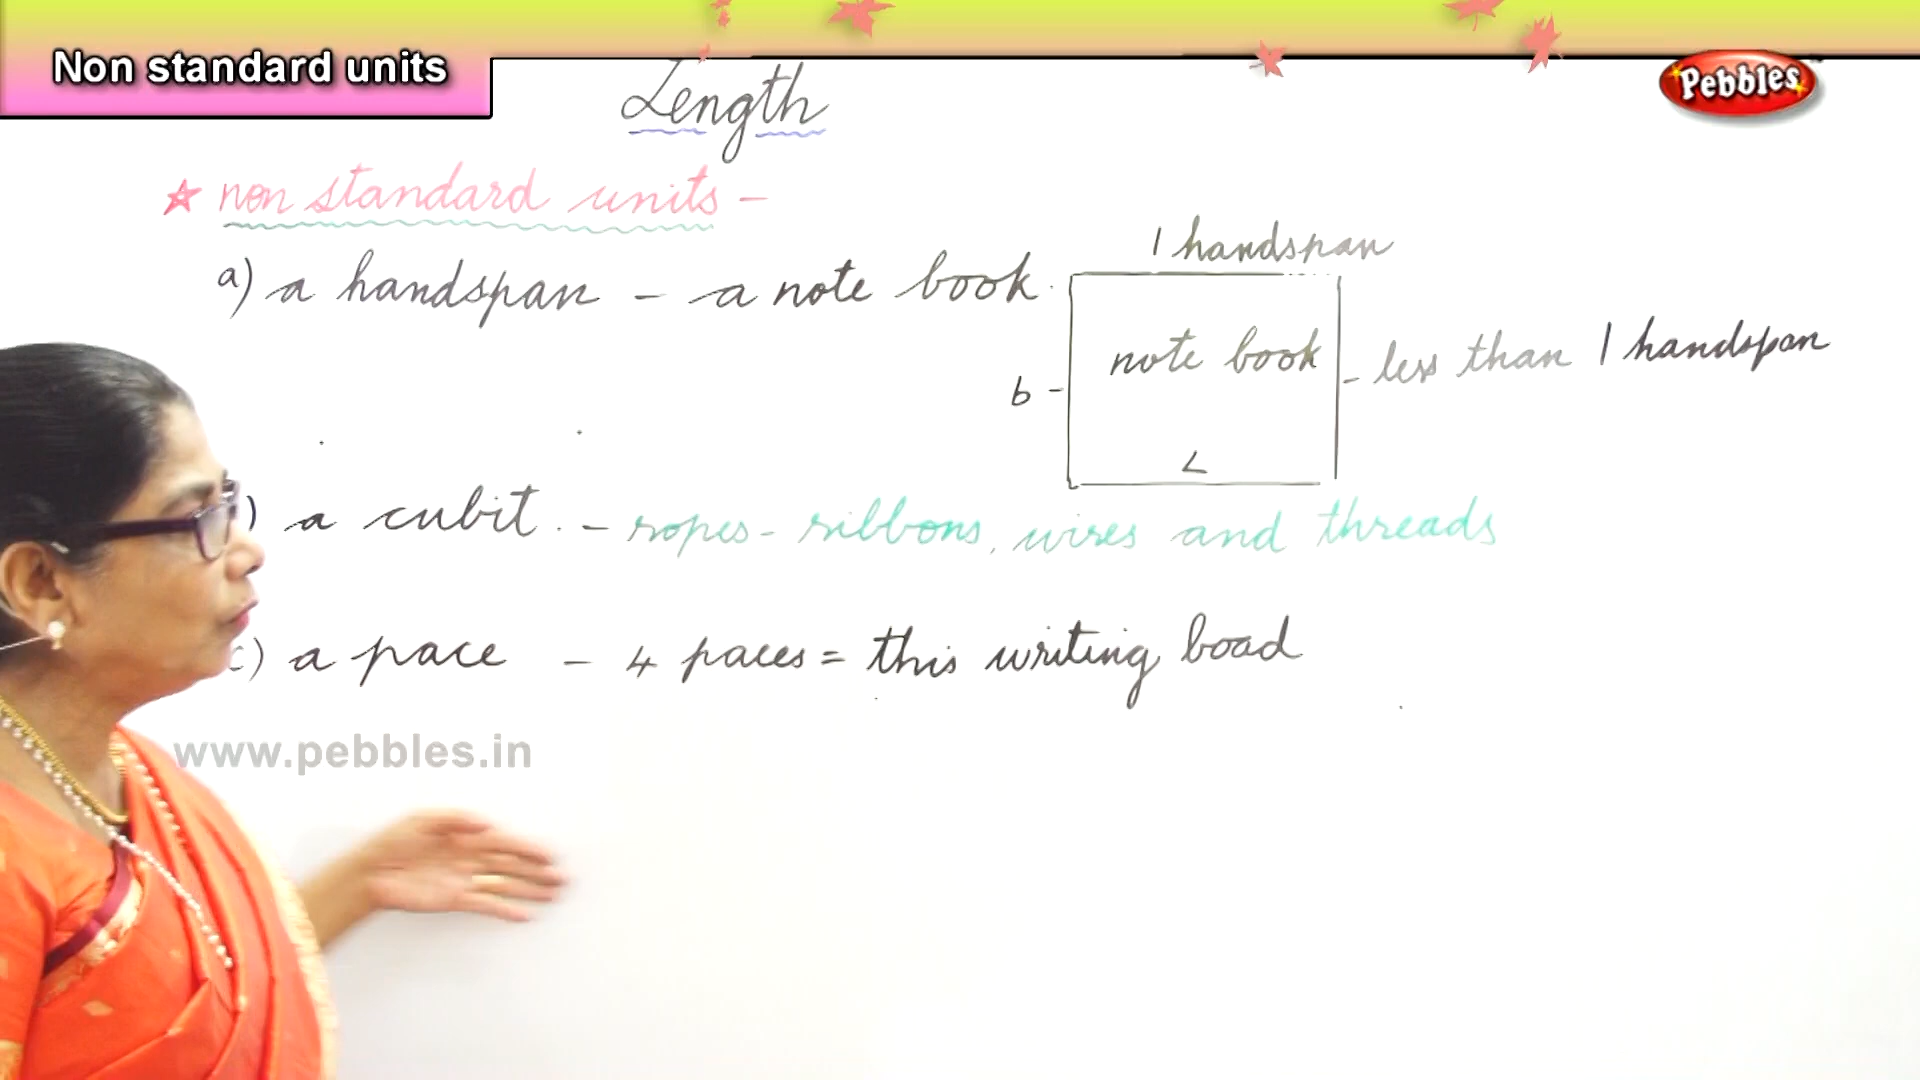 Non standard units
Pebbles
Length
non standard units -
1 handspan
a) a handspan - a note book.
note book
- less than 1 handspan
b -
L
) a cubit. - ropes - ribbons, wires and threads
c) a pace - 4 paces = this writing boad
www.pebbles.in